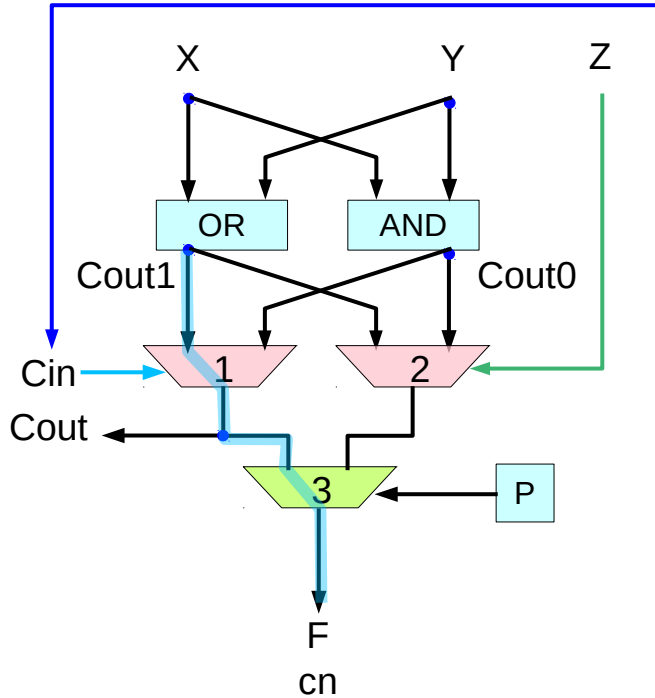 X Y Z
OR AND
Cout1 Cout0
Cin 1 2
Cout
3 P
F
cn